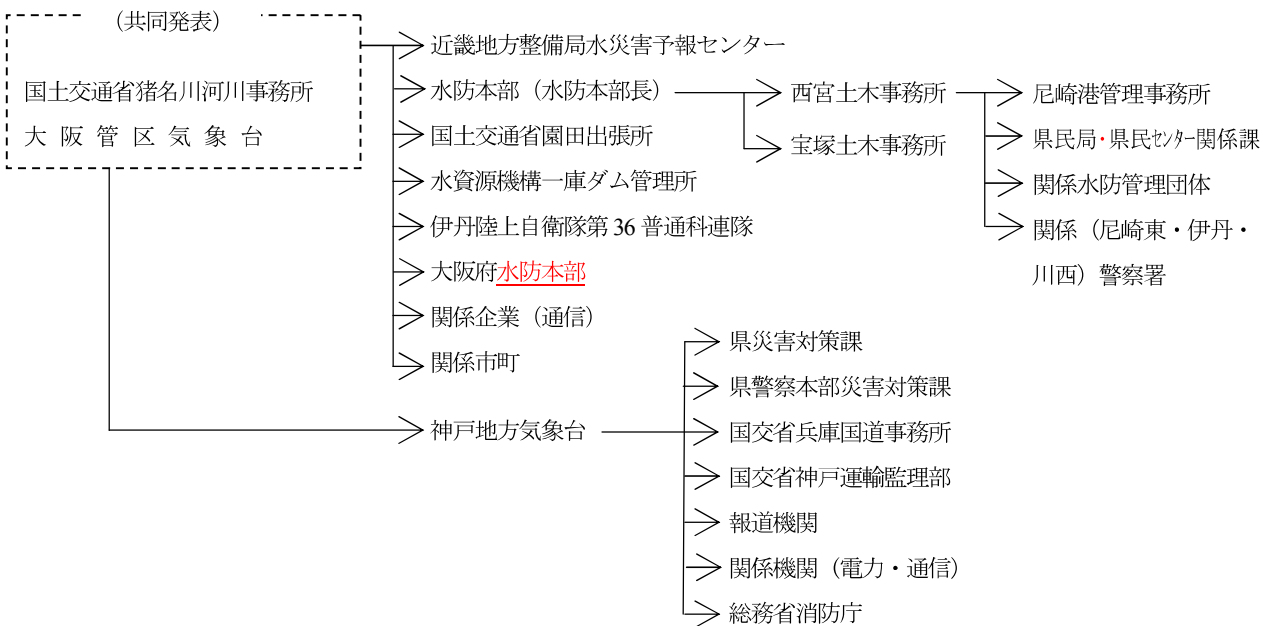 （共同発表）
国土交通省猪名川河川事務所
大阪管区気象台
近畿地方整備局水災害予報センター
水防本部（水防本部長）
国土交通省園田出張所
水資源機構一庫ダム管理所
伊丹陸上自衛隊第36普通科連隊
大阪府水防本部
関係企業（通信）
関係市町
西宮土木事務所
宝塚土木事務所
尼崎港管理事務所
県民局・県民ｾﾝﾀｰ関係課
関係水防管理団体
関係（尼崎東・伊丹・
川西）警察署
神戸地方気象台
県災害対策課
県警察本部災害対策課
国交省兵庫国道事務所
国交省神戸運輸監理部
報道機関
関係機関（電力・通信）
総務省消防庁